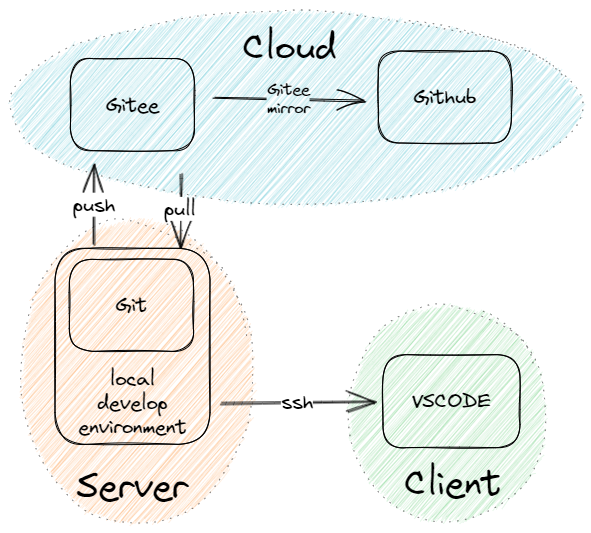 Cloud
Gitee
Gitee
mirror
Github
push
pull
Git
local
develop
environment
ssh
VSCODE
Server
Client